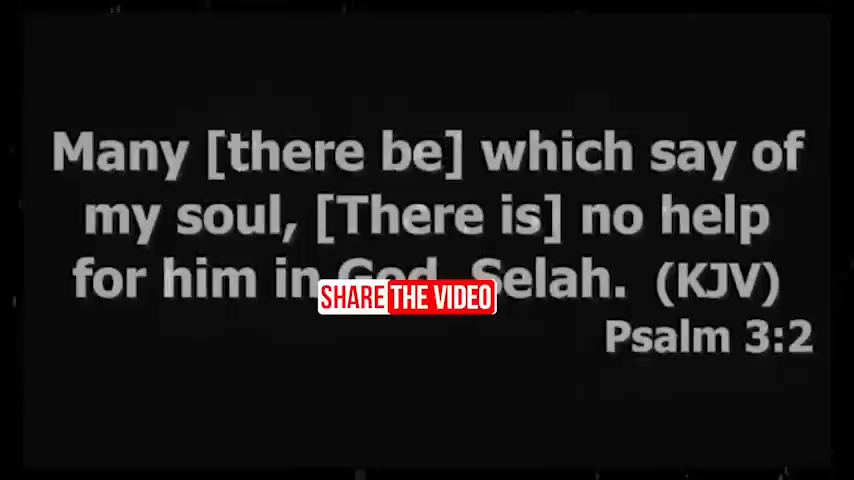 Many [there be] which say of
my soul, [There is] no help
for him in God. Selah. (KJV)
SHARE THE VIDEO
Psalm 3:2